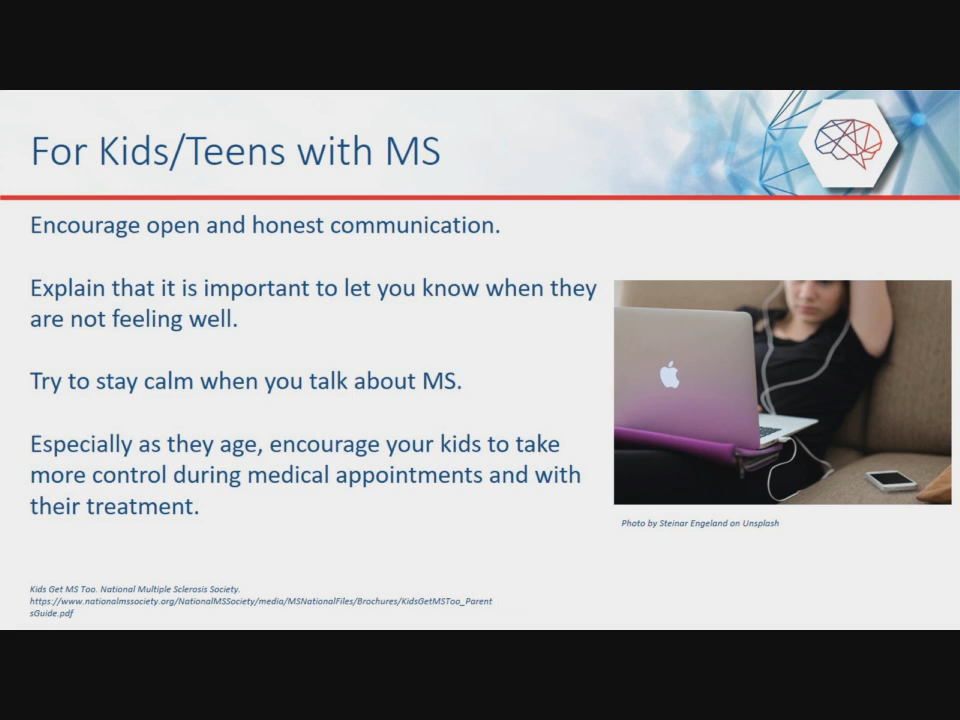 For Kids/Teens with MS
Encourage open and honest communication.
Explain that it is important to let you know when they
are not feeling well.
Try to stay calm when you talk about MS.
Especially as they age, encourage your kids to take
more control during medical appointments and with
their treatment.
Photo by Steinar Engeland on Unsplash
Kids Get MS Too. National Multiple Sclerosis Society.
https://www.nationalmssociety.org/NationalMSSociety/media/MSNationalFiles/Brochures/KidsGetMSToo_Parent
sGuide.pdf